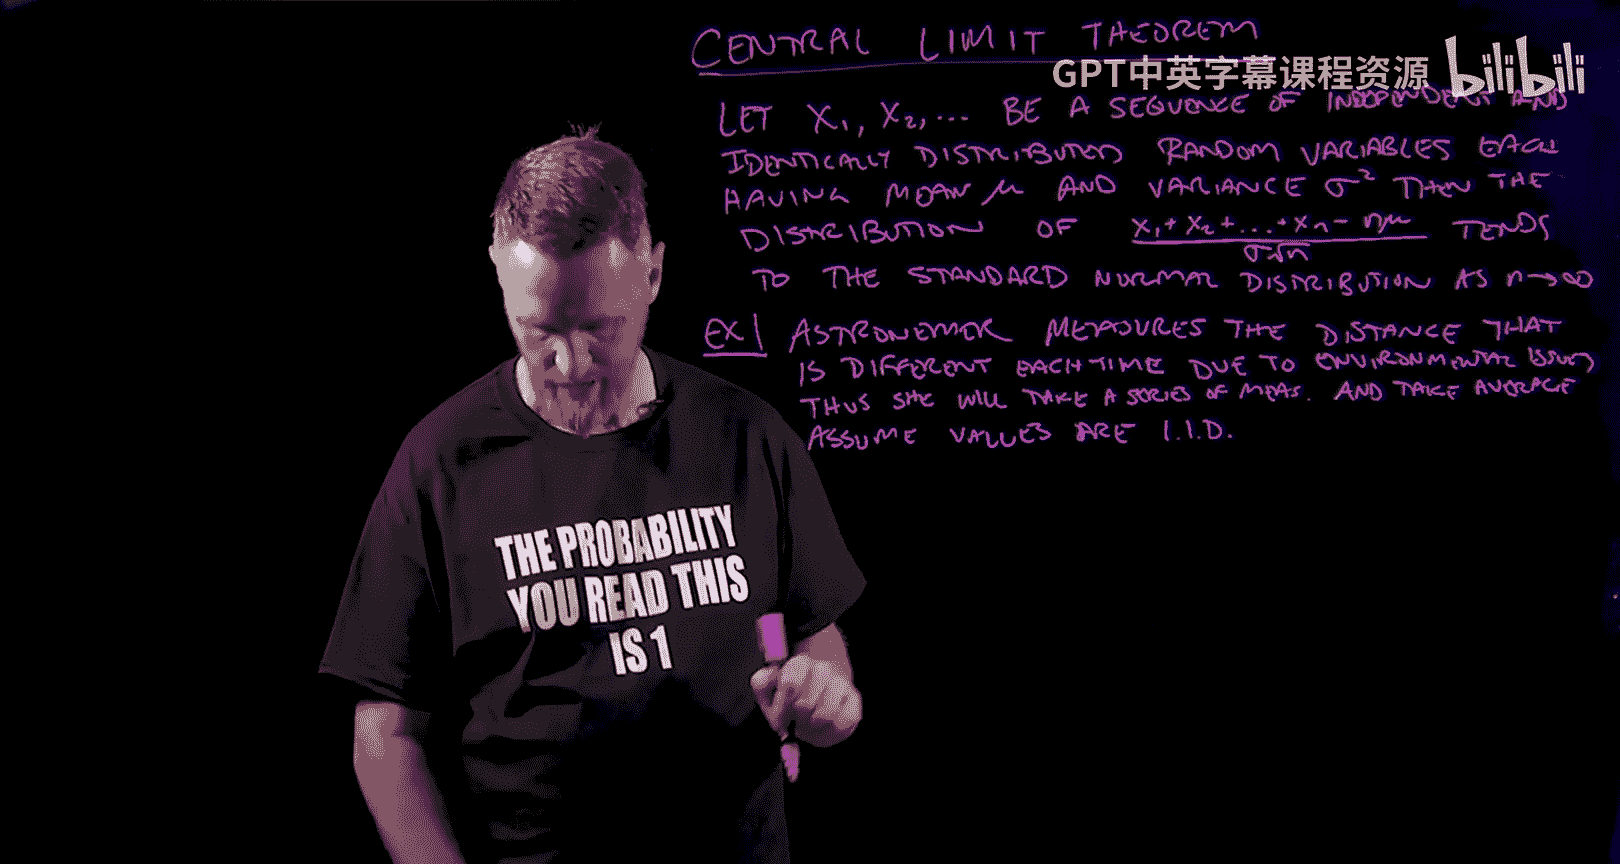 CENTRAL LIMIT THEOREM
GPT中英字幕课程资源 bilibili
LET X₁, X₂, ... BE A SEQUENCE OF INDEPENDENT AND
IDENTICALLY DISTRIBUTED RANDOM VARIABLES EACH
HAVING MEAN μ AND VARIANCE σ² THEN THE
DISTRIBUTION OF (X₁ + X₂ + ... + Xₙ - nμ) / (σ√n) TENDS
TO THE STANDARD NORMAL DISTRIBUTION AS n→∞
EX| ASTRONOMER MEASURES THE DISTANCE THAT
IS DIFFERENT EACH TIME DUE TO ENVIRONMENTAL ISSUES
THUS SHE WILL TAKE A SERIES OF MEAS. AND TAKE AVERAGE
ASSUME VALUES ARE I.I.D.
THE PROBABILITY
YOU READ THIS
IS 1